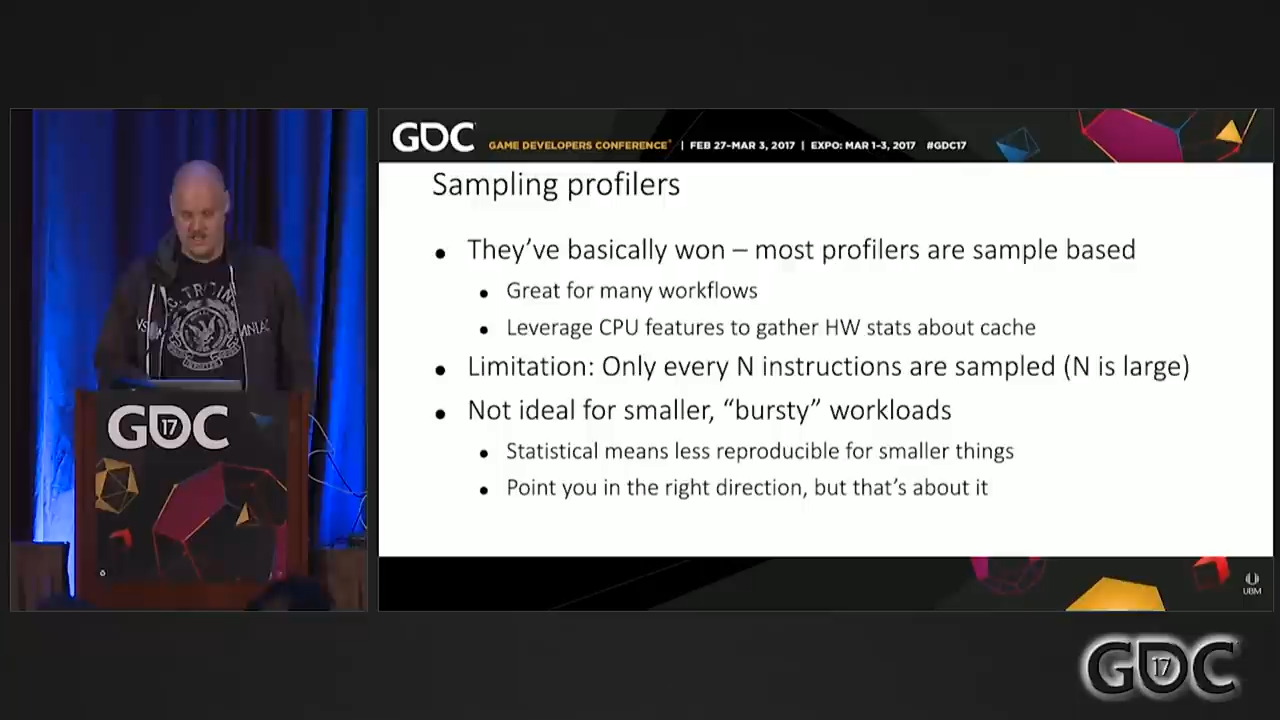 GDC
GAME DEVELOPERS CONFERENCE® | FEB 27-MAR 3, 2017 | EXPO: MAR 1-3, 2017 #GDC17
Sampling profilers
• They've basically won – most profilers are sample based
• Great for many workflows
• Leverage CPU features to gather HW stats about cache
• Limitation: Only every N instructions are sampled (N is large)
• Not ideal for smaller, “bursty” workloads
• Statistical means less reproducible for smaller things
• Point you in the right direction, but that's about it
UBM
GDC 17
GDC 17